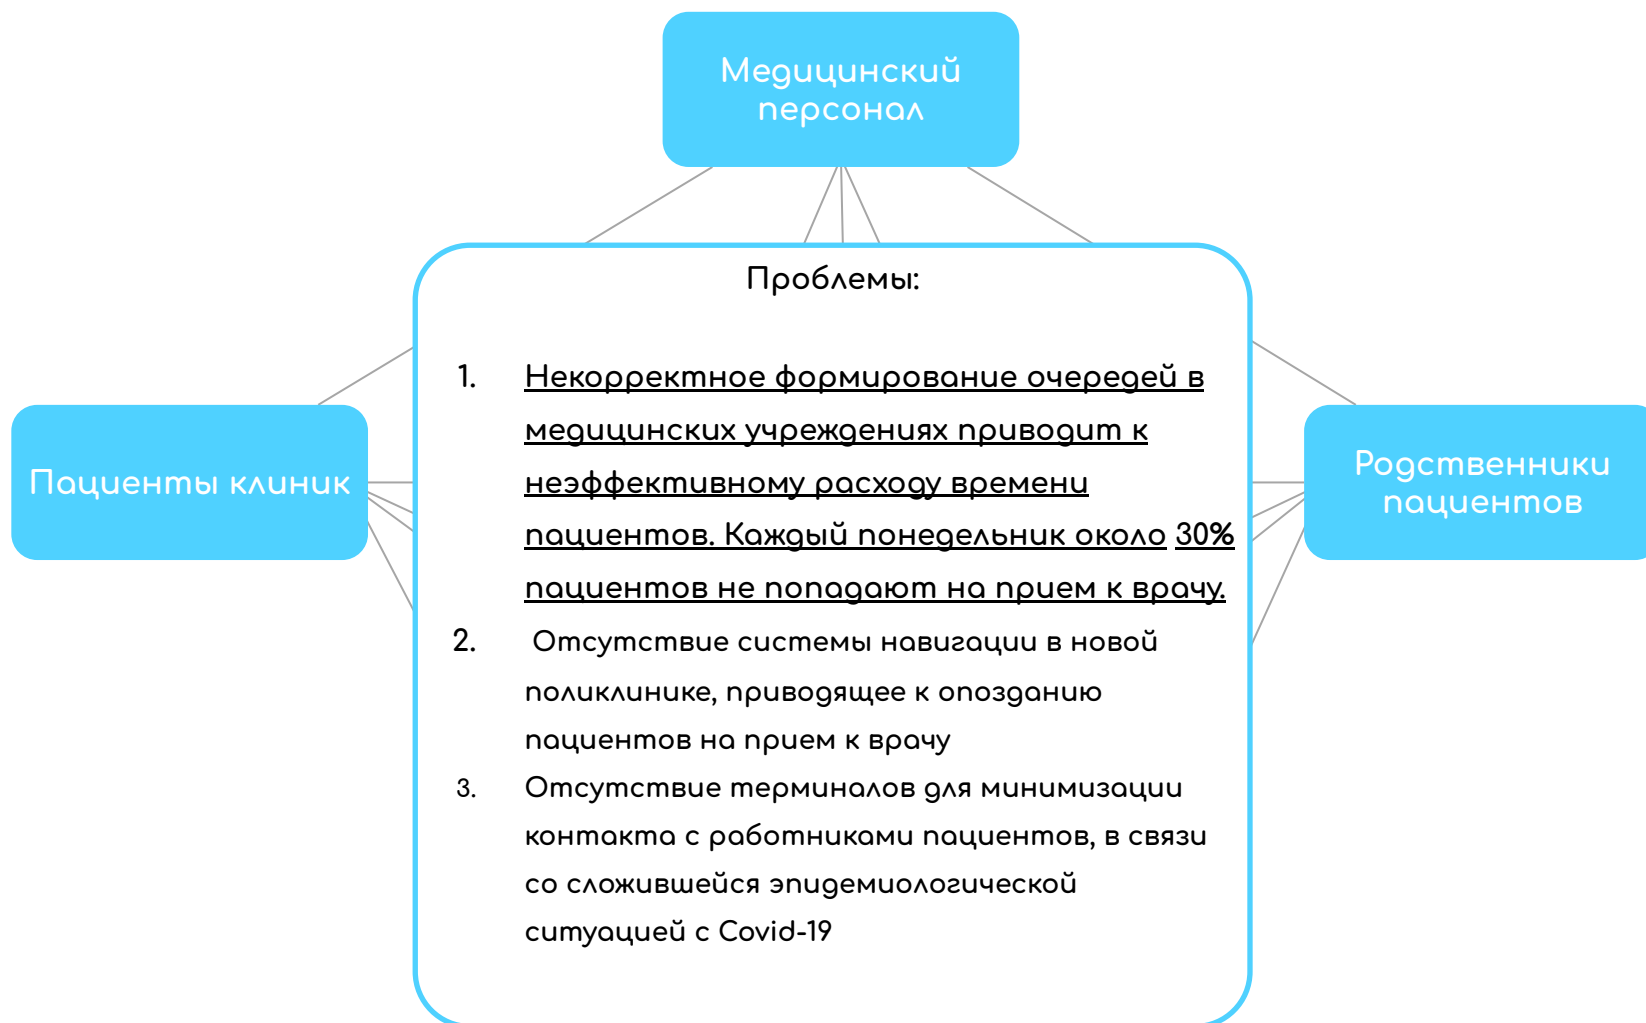 Медицинский
персонал
Проблемы:
1. Некорректное формирование очередей в
медицинских учреждениях приводит к
неэффективному расходу времени
пациентов. Каждый понедельник около 30%
пациентов не попадают на прием к врачу.
2. Отсутствие системы навигации в новой
поликлинике, приводящее к опозданию
пациентов на прием к врачу
3. Отсутствие терминалов для минимизации
контакта с работниками пациентов, в связи
со сложившейся эпидемиологической
ситуацией с Covid-19
Пациенты клиник
Родственники
пациентов